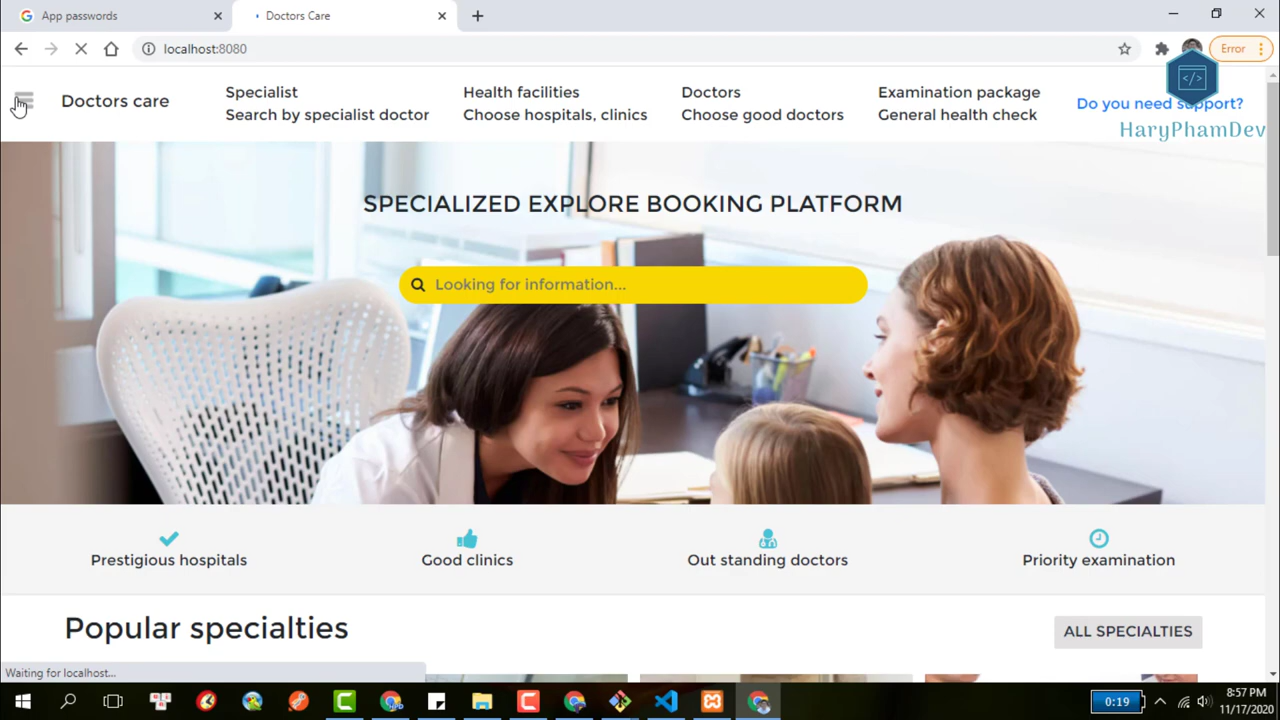 App passwords
Doctors Care
localhost:8080
Error
Doctors care
Specialist
Search by specialist doctor
Health facilities
Choose hospitals, clinics
Doctors
Choose good doctors
Examination package
General health check
Do you need support?
</>
HaryPhamDev
SPECIALIZED EXPLORE BOOKING PLATFORM
Looking for information...
Prestigious hospitals
Good clinics
Out standing doctors
Priority examination
Popular specialties
ALL SPECIALTIES
Waiting for localhost...
0:19
8:57 PM
11/17/2020